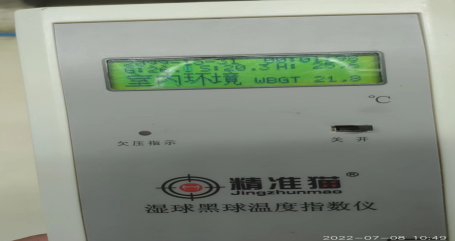 室内环境 WBGT 21.8
℃
欠压指示
关 开
精准猫®
Jingzhunmao
湿球黑球温度指数仪
2022-07-08 10:49